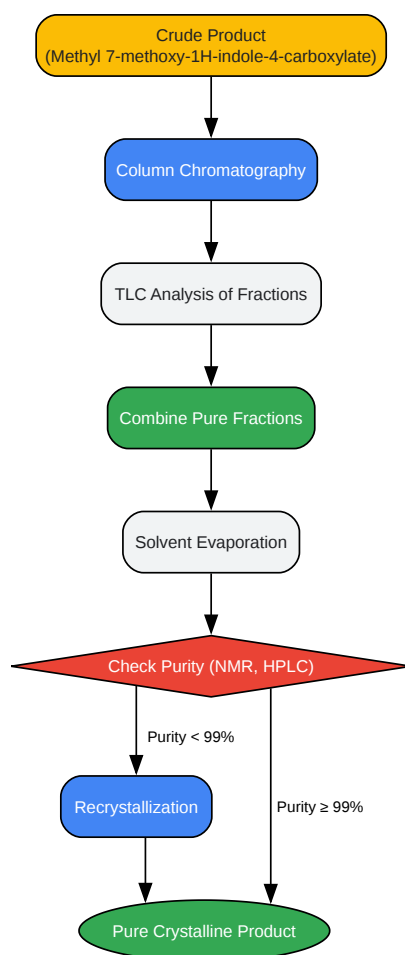 Crude Product
(Methyl 7-methoxy-1H-indole-4-carboxylate)
Column Chromatography
TLC Analysis of Fractions
Combine Pure Fractions
Solvent Evaporation
Check Purity (NMR, HPLC)
Purity < 99%
Recrystallization
Purity ≥ 99%
Pure Crystalline Product